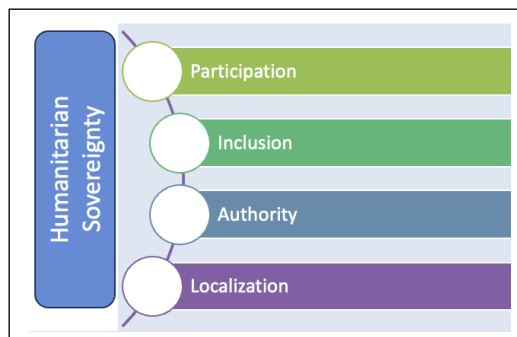 Humanitarian
Sovereignty
Participation
Inclusion
Authority
Localization